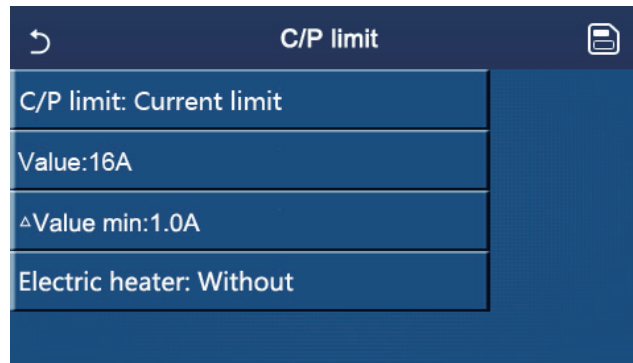 C/P limit
C/P limit: Current limit
Value:16A
△Value min:1.0A
Electric heater: Without